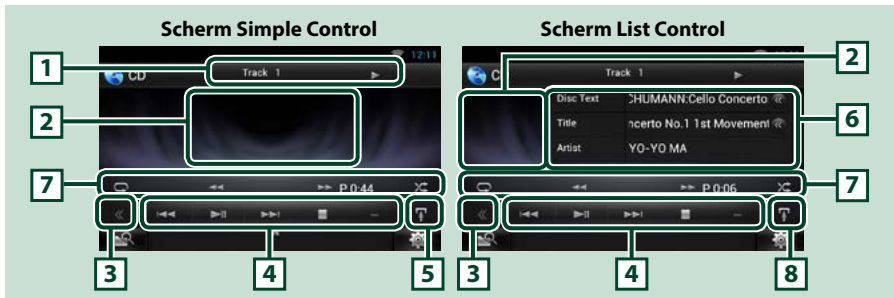 Scherm Simple Control
Scherm List Control
12:11
1
CD
Track 1
2
7
P 0:44
3
4
5
2
C
Track 1
Disc Text
CHUMANN:Cello Concerto
Title
ncerto No.1 1st Movement
Artist
YO-YO MA
6
P 0:06
7
3
4
8